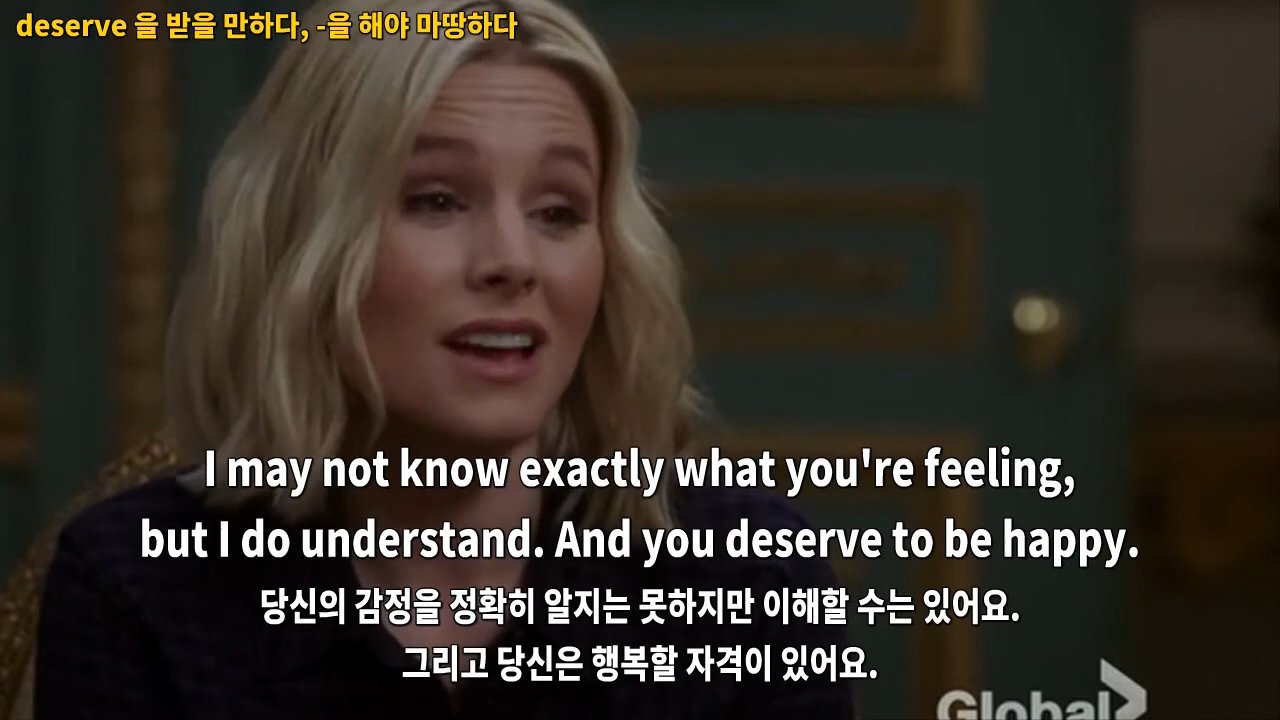 deserve 을 받을 만하다, -을 해야 마땅하다
I may not know exactly what you're feeling,
but I do understand. And you deserve to be happy.
당신의 감정을 정확히 알지는 못하지만 이해할 수는 있어요.
그리고 당신은 행복할 자격이 있어요.
Global